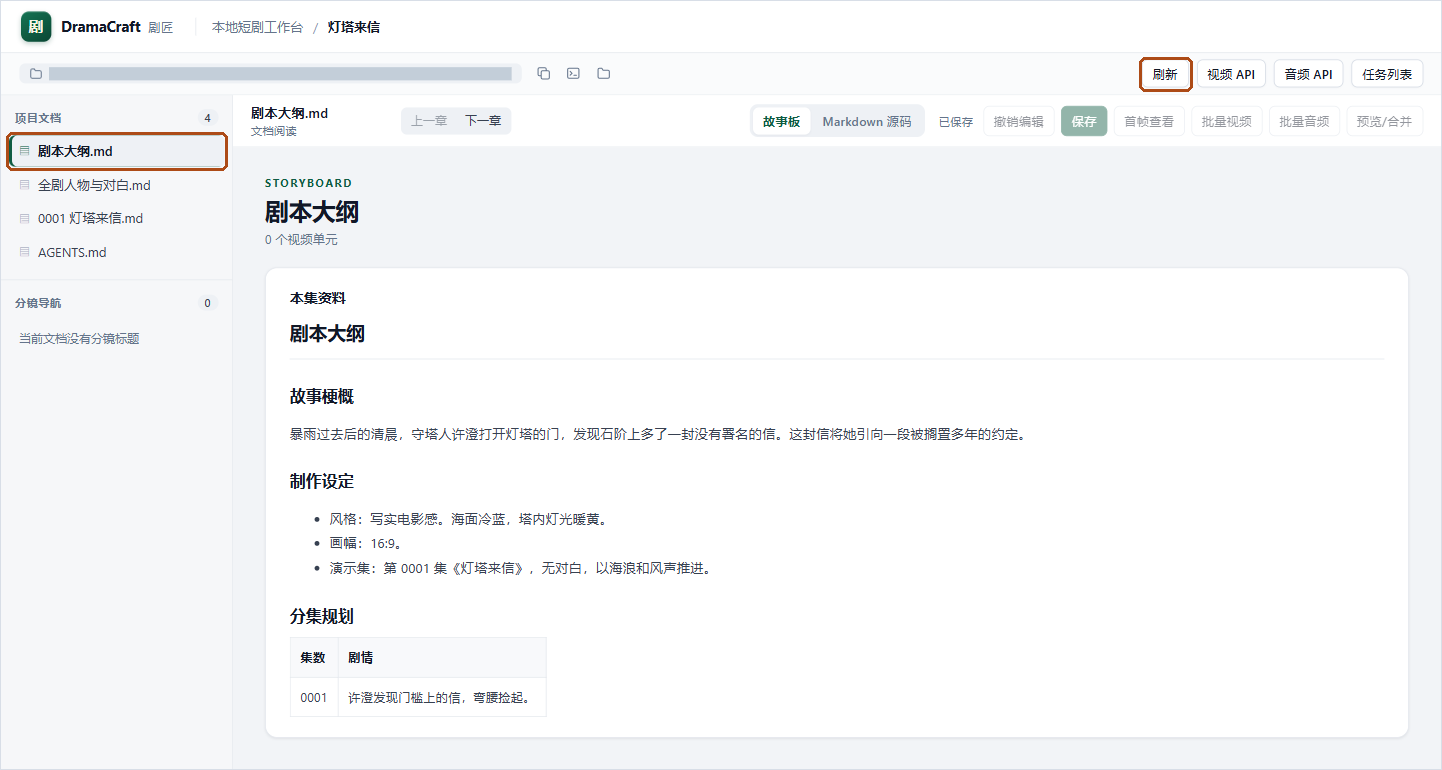 剧 DramaCraft 剧匠 本地短剧工作台 / 灯塔来信
刷新 视频 API 音频 API 任务列表
项目文档 4
剧本大纲.md
全剧人物与对白.md
0001 灯塔来信.md
AGENTS.md
分镜导航 0
当前文档没有分镜标题
剧本大纲.md
文档阅读
上一章 下一章
故事板 Markdown 源码 已保存 撤销编辑 保存 首帧查看 批量视频 批量音频 预览/合并
STORYBOARD
剧本大纲
0 个视频单元
本集资料
剧本大纲
故事梗概
暴雨过去后的清晨，守塔人许澄打开灯塔的门，发现石阶上多了一封没有署名的信。这封信将她引向一段被搁置多年的约定。
制作设定
• 风格：写实电影感。海面冷蓝，塔内灯光暖黄。
• 画幅：16:9。
• 演示集：第 0001 集《灯塔来信》，无对白，以海浪和风声推进。
分集规划
集数 剧情
0001 许澄发现门槛上的信，弯腰捡起。